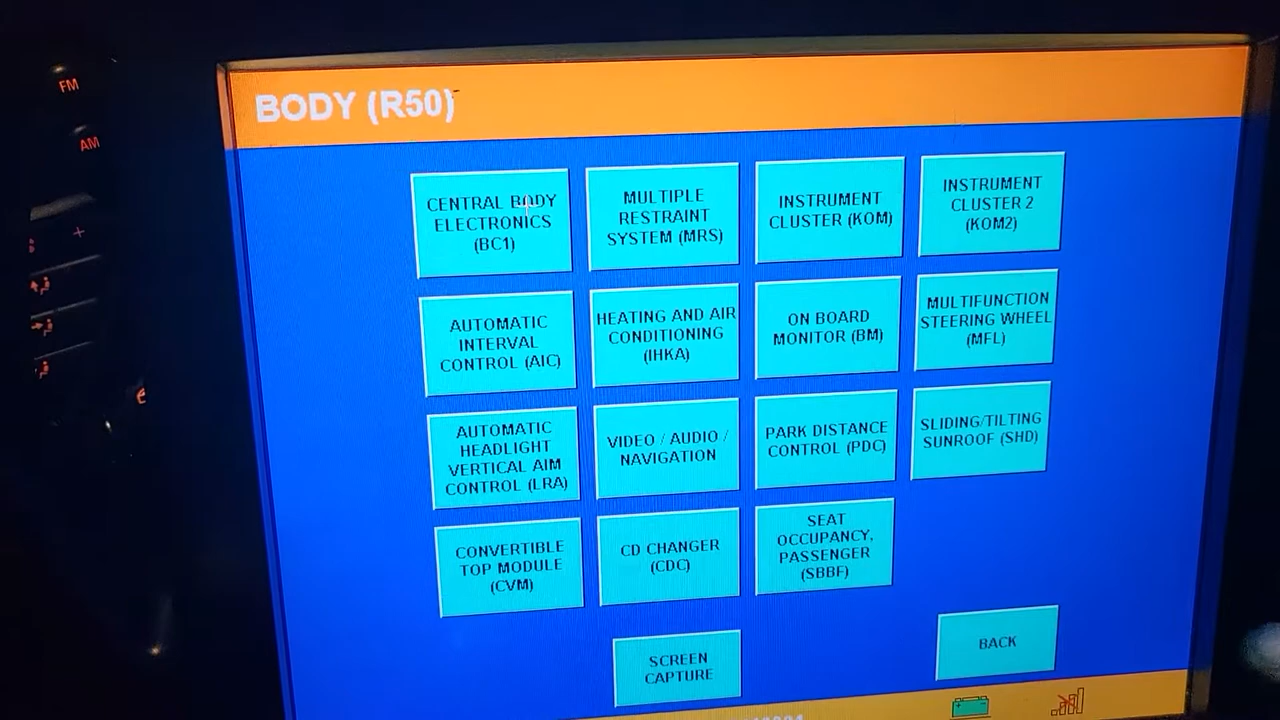 FM
AM
+
BODY (R50)
CENTRAL BODY
ELECTRONICS
(BC1)
MULTIPLE
RESTRAINT
SYSTEM (MRS)
INSTRUMENT
CLUSTER (KOM)
INSTRUMENT
CLUSTER 2
(KOM2)
AUTOMATIC
INTERVAL
CONTROL (AIC)
HEATING AND AIR
CONDITIONING
(IHKA)
ON BOARD
MONITOR (BM)
MULTIFUNCTION
STEERING WHEEL
(MFL)
AUTOMATIC
HEADLIGHT
VERTICAL AIM
CONTROL (LRA)
VIDEO / AUDIO /
NAVIGATION
PARK DISTANCE
CONTROL (PDC)
SLIDING/TILTING
SUNROOF (SHD)
CONVERTIBLE
TOP MODULE
(CVM)
CD CHANGER
(CDC)
SEAT
OCCUPANCY,
PASSENGER
(SBBF)
SCREEN
CAPTURE
BACK